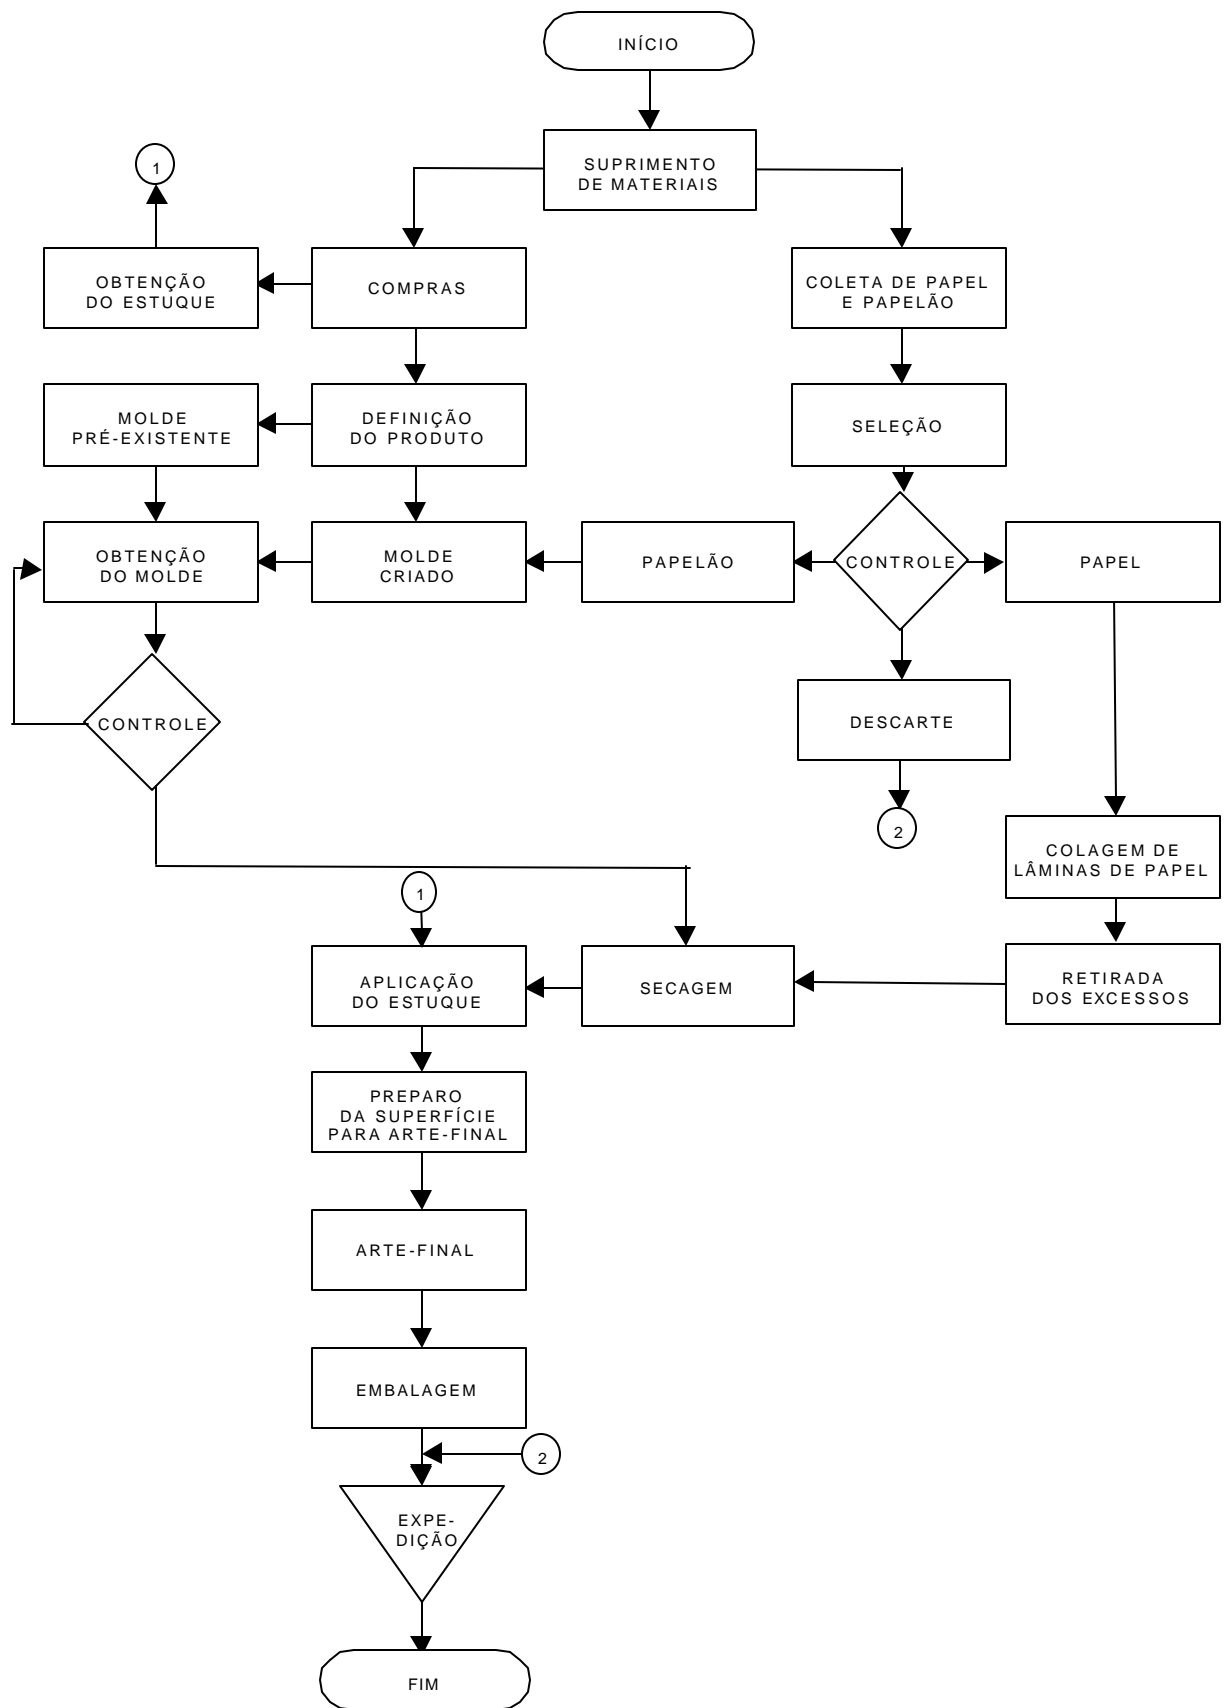 INÍCIO
SUPRIMENTO
DE MATERIAIS
1
OBTENÇÃO
DO ESTUQUE
COMPRAS
COLETA DE PAPEL
E PAPELÃO
MOLDE
PRÉ-EXISTENTE
DEFINIÇÃO
DO PRODUTO
SELEÇÃO
OBTENÇÃO
DO MOLDE
MOLDE
CRIADO
PAPELÃO
CONTROLE
PAPEL
CONTROLE
DESCARTE
2
COLAGEM DE
LÂMINAS DE PAPEL
1
APLICAÇÃO
DO ESTUQUE
SECAGEM
RETIRADA
DOS EXCESSOS
PREPARO
DA SUPERFÍCIE
PARA ARTE-FINAL
ARTE-FINAL
EMBALAGEM
2
EXPE-
DIÇÃO
FIM